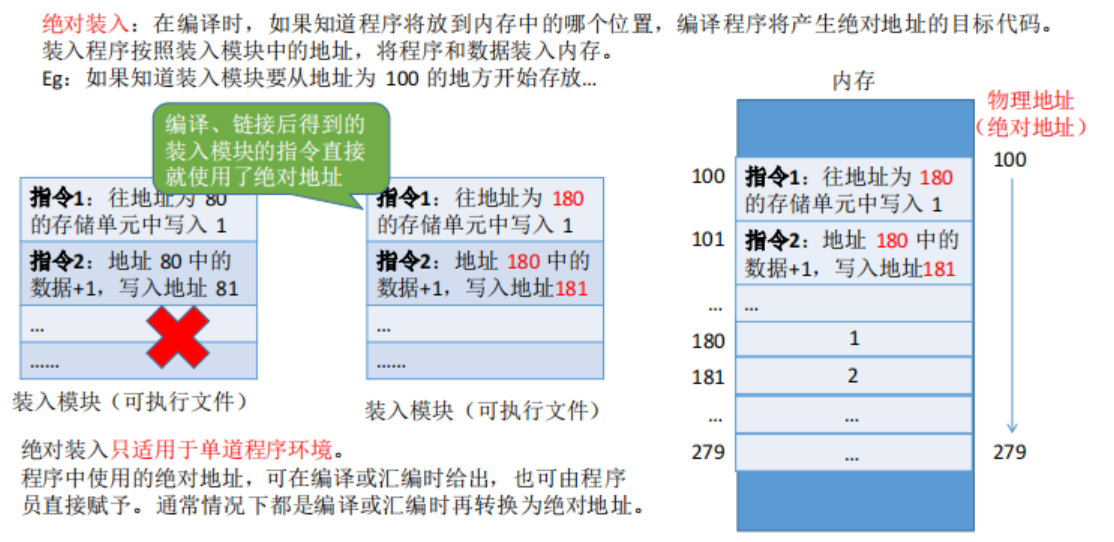 绝对装入：在编译时，如果知道程序将放到内存中的哪个位置，编译程序将产生绝对地址的目标代码。
装入程序按照装入模块中的地址，将程序和数据装入内存。
Eg：如果知道装入模块要从地址为 100 的地方开始存放…
编译、链接后得到的
装入模块的指令直接
就使用了绝对地址
指令1：往地址为 80
的存储单元中写入 1
指令2：地址 80 中的
数据+1，写入地址 81
…
……
装入模块（可执行文件）
指令1：往地址为 180
的存储单元中写入 1
指令2：地址 180 中的
数据+1，写入地址181
…
……
装入模块（可执行文件）
内存
物理地址
（绝对地址）
100
指令1：往地址为 180
的存储单元中写入 1
100
101
指令2：地址 180 中的
数据+1，写入地址181
…
…
180
1
181
2
…
…
279
…
279
绝对装入只适用于单道程序环境。
程序中使用的绝对地址，可在编译或汇编时给出，也可由程序
员直接赋予。通常情况下都是编译或汇编时再转换为绝对地址。